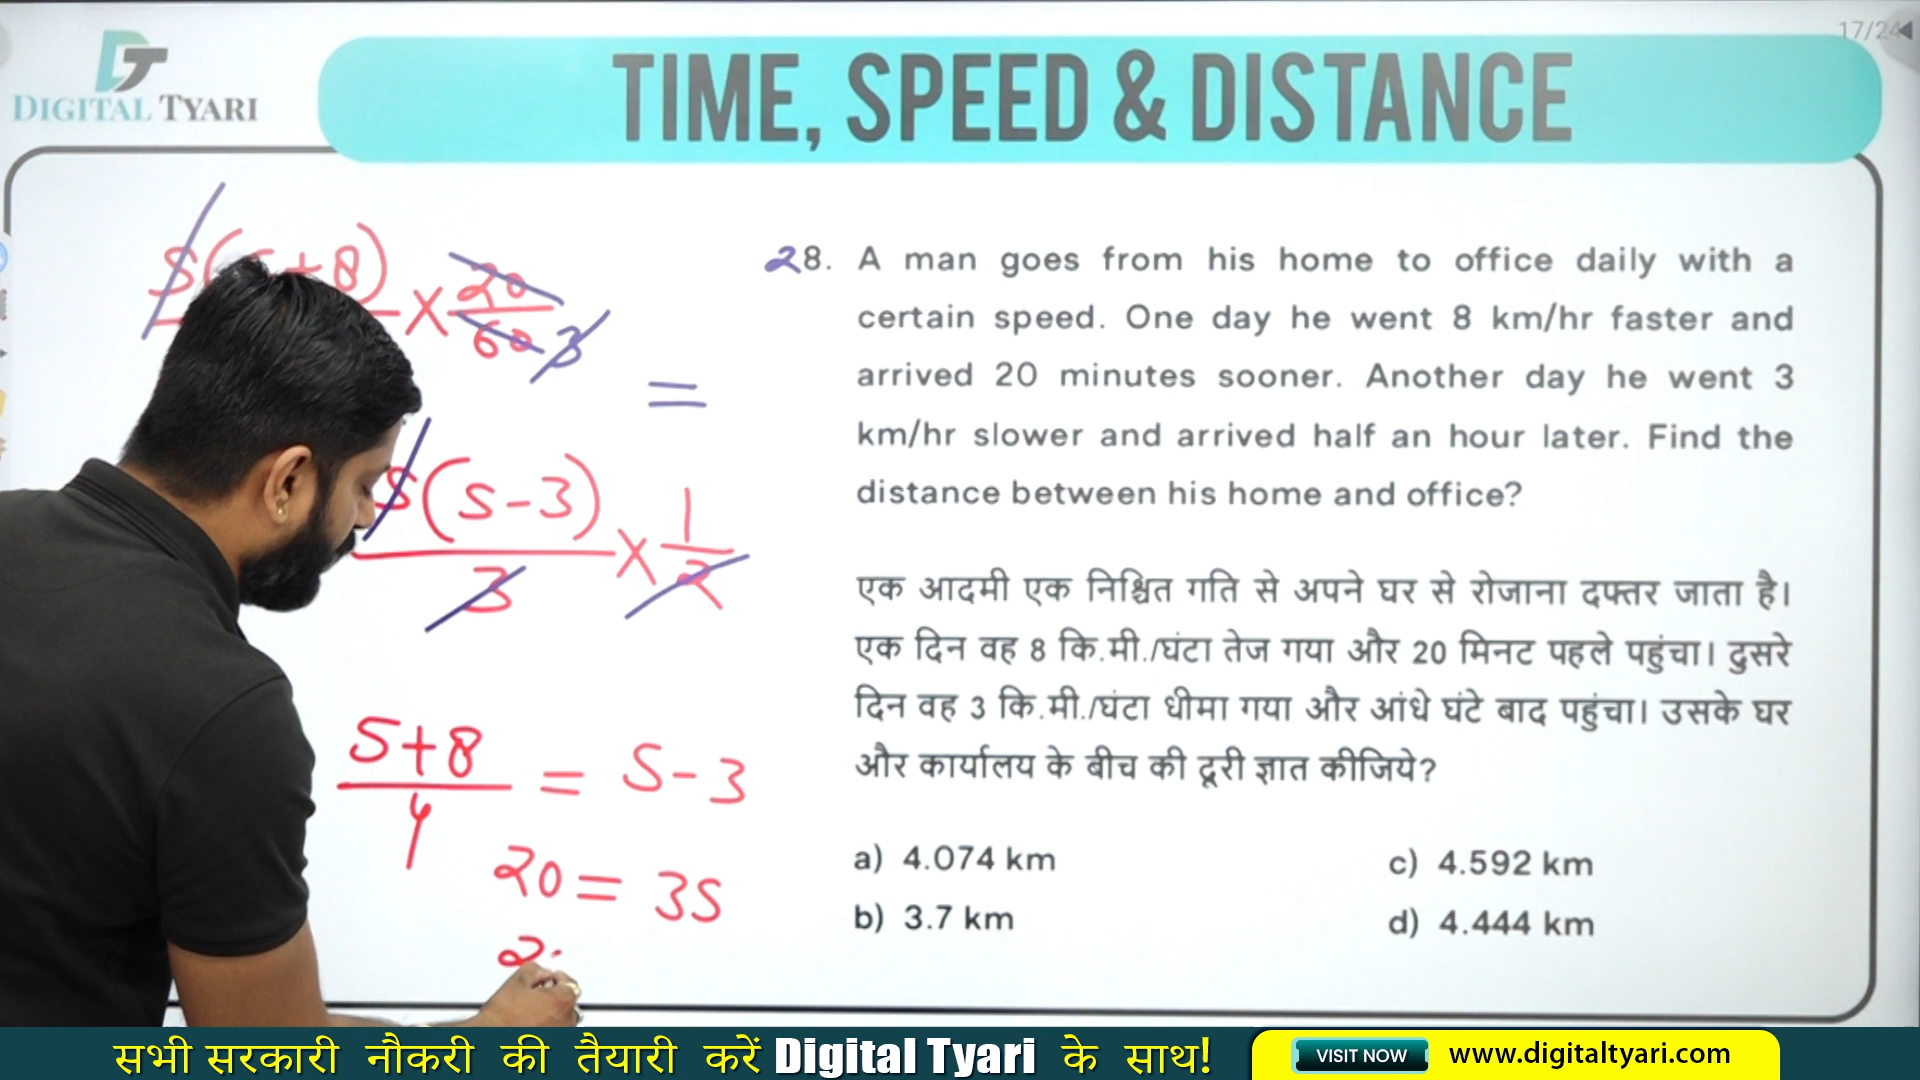 17/24
DIGITAL TYARI
TIME, SPEED & DISTANCE
+8) × 20/60 3
=
S(S-3)/3 × 1/2
28. A man goes from his home to office daily with a
certain speed. One day he went 8 km/hr faster and
arrived 20 minutes sooner. Another day he went 3
km/hr slower and arrived half an hour later. Find the
distance between his home and office?
एक आदमी एक निश्चित गति से अपने घर से रोजाना दफ्तर जाता है।
एक दिन वह 8 कि.मी./घंटा तेज गया और 20 मिनट पहले पहुंचा। दुसरे
दिन वह 3 कि.मी./घंटा धीमा गया और आंधे घंटे बाद पहुंचा। उसके घर
और कार्यालय के बीच की दूरी ज्ञात कीजिये?
S+8/4 = S-3
20 = 3S
a) 4.074 km
b) 3.7 km
c) 4.592 km
d) 4.444 km
सभी सरकारी नौकरी की तैयारी करें Digital Tyari के साथ!
VISIT NOW
www.digitaltyari.com